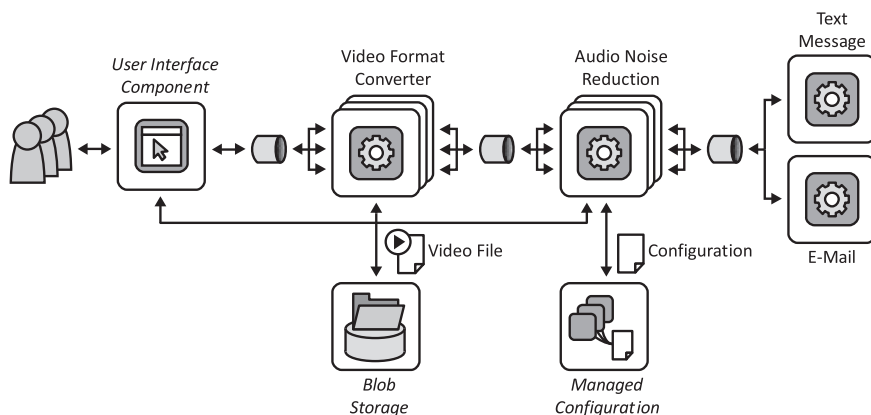 Text
Message
Video Format
Converter
Audio Noise
Reduction
User Interface
Component
Video File
Configuration
E-Mail
Blob
Storage
Managed
Configuration